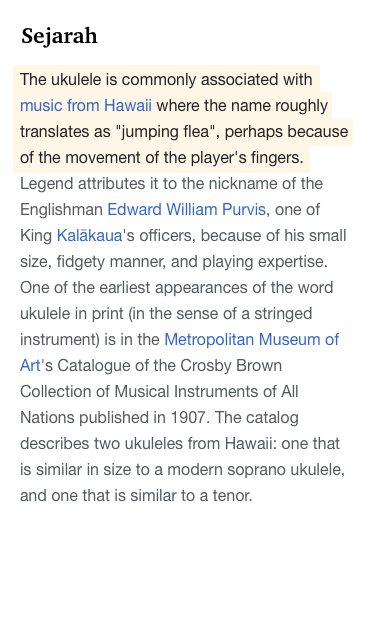 Sejarah
The ukulele is commonly associated with
music from Hawaii where the name roughly
translates as "jumping flea", perhaps because
of the movement of the player's fingers.
Legend attributes it to the nickname of the
Englishman Edward William Purvis, one of
King Kalākaua's officers, because of his small
size, fidgety manner, and playing expertise.
One of the earliest appearances of the word
ukulele in print (in the sense of a stringed
instrument) is in the Metropolitan Museum of
Art's Catalogue of the Crosby Brown
Collection of Musical Instruments of All
Nations published in 1907. The catalog
describes two ukuleles from Hawaii: one that
is similar in size to a modern soprano ukulele,
and one that is similar to a tenor.